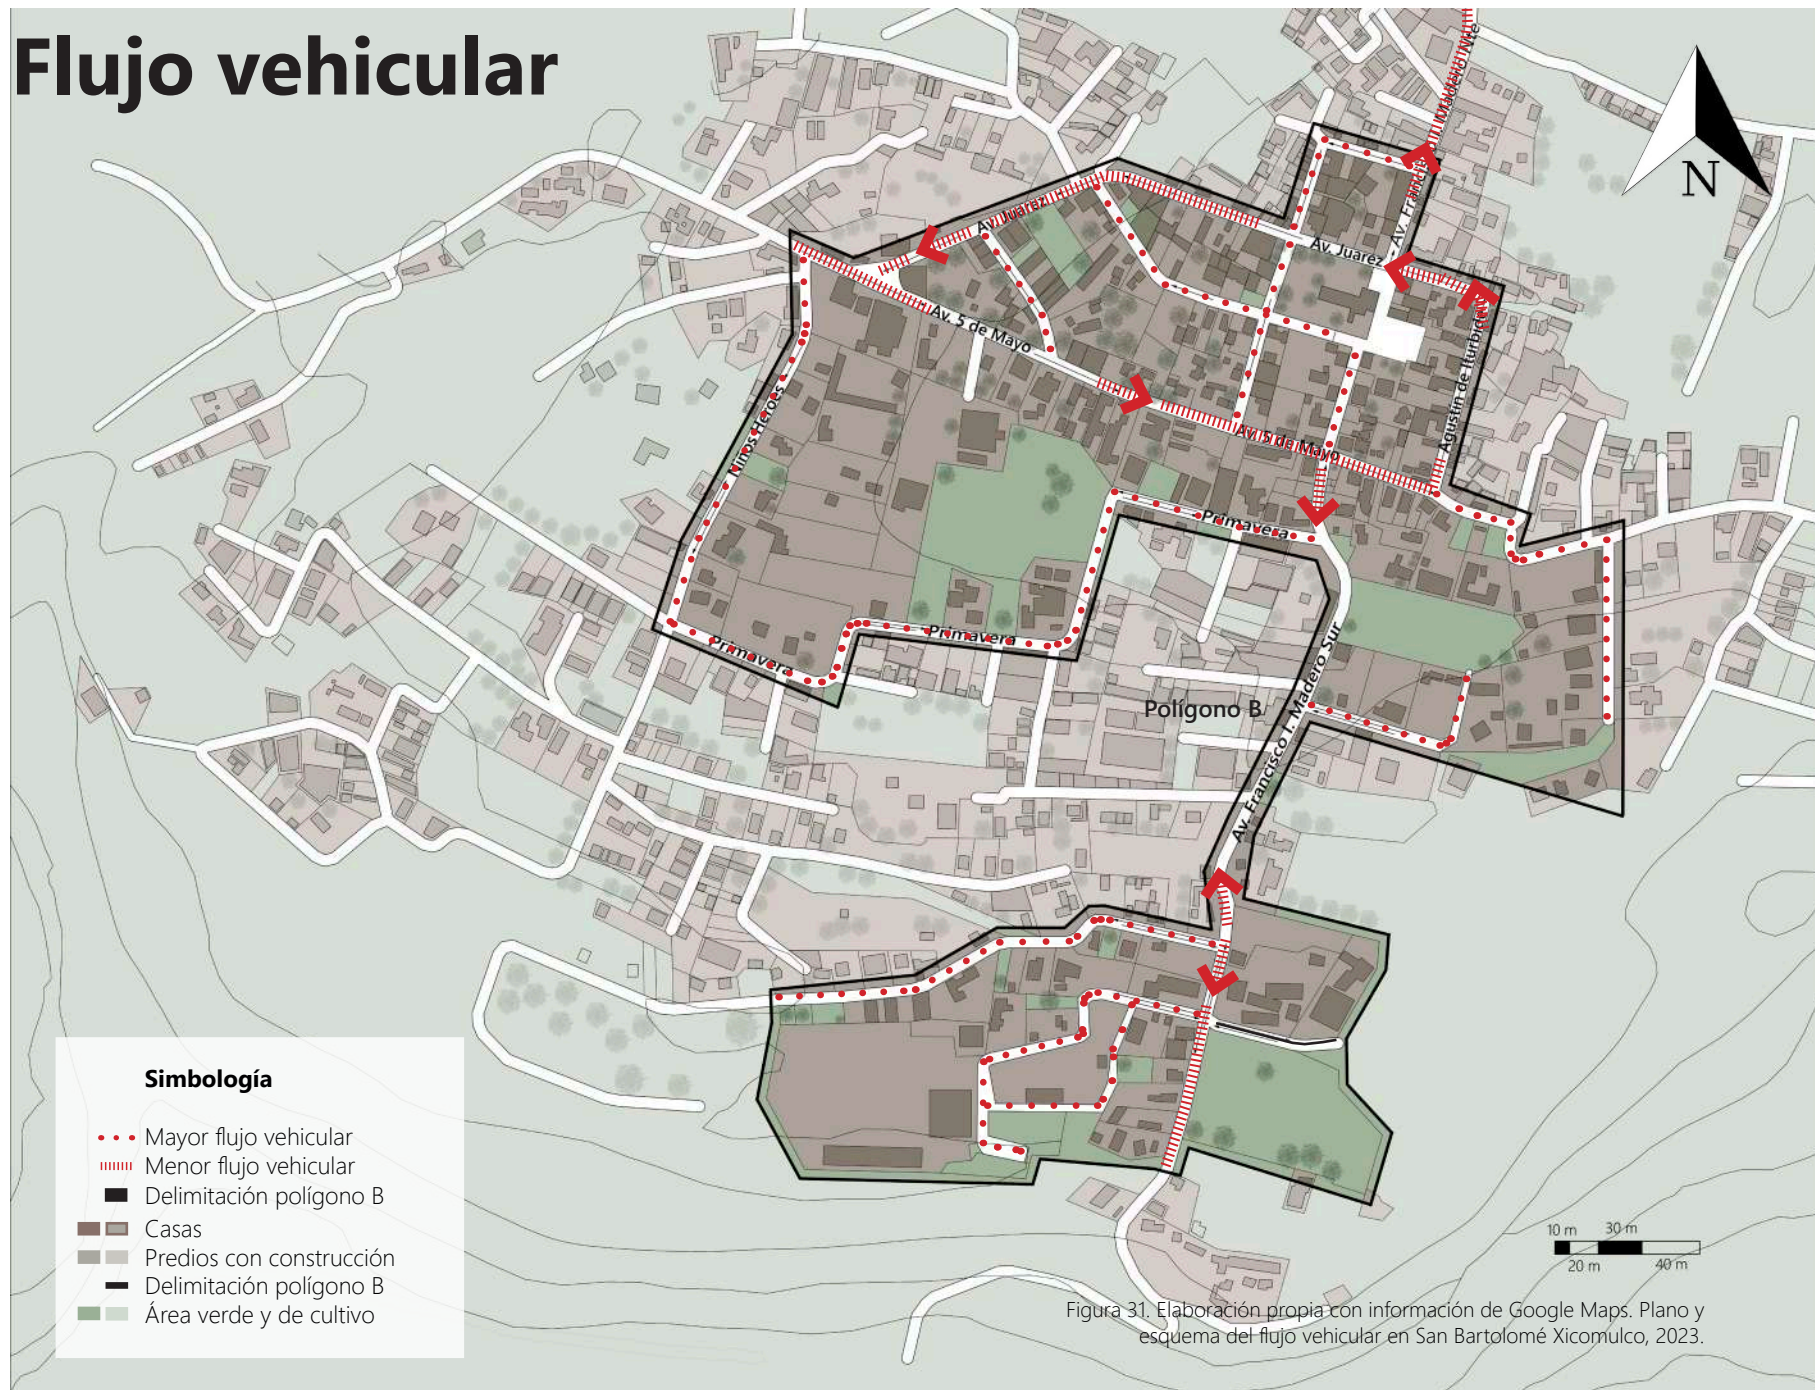 Flujo vehicular
Madero Nte
Av. Francis
N
Av. Juárez
Av. Juárez
Av. 5 de Mayo
Agustín de Iturbide
Niños Héroes
Av. 5 de Mayo
Primavera
Primavera
Primavera
Polígono B
Av. Francisco I. Madero Sur
Simbología
Mayor flujo vehicular
Menor flujo vehicular
Delimitación polígono B
Casas
Predios con construcción
Delimitación polígono B
Área verde y de cultivo
10 m 30 m
20 m 40 m
Figura 31. Elaboración propia con información de Google Maps. Plano y
esquema del flujo vehicular en San Bartolomé Xicomulco, 2023.